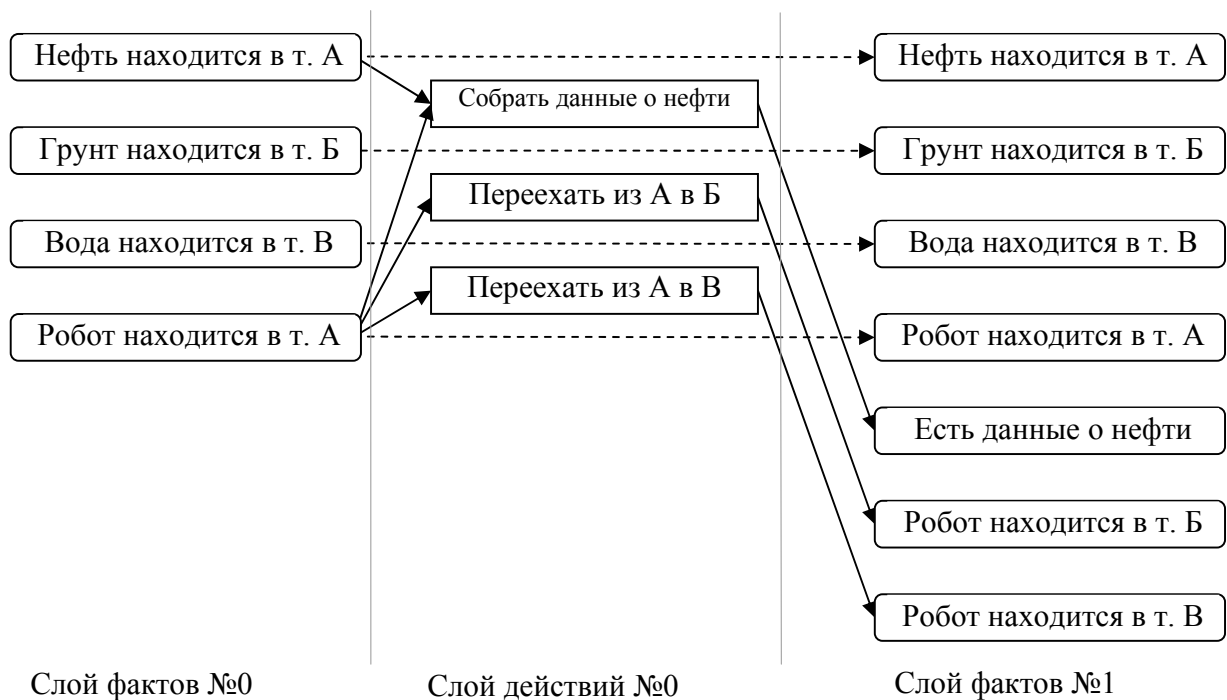 Нефть находится в т. А
Грунт находится в т. Б
Вода находится в т. В
Робот находится в т. А
Слой фактов №0
Собрать данные о нефти
Переехать из А в Б
Переехать из А в В
Слой действий №0
Нефть находится в т. А
Грунт находится в т. Б
Вода находится в т. В
Робот находится в т. А
Есть данные о нефти
Робот находится в т. Б
Робот находится в т. В
Слой фактов №1